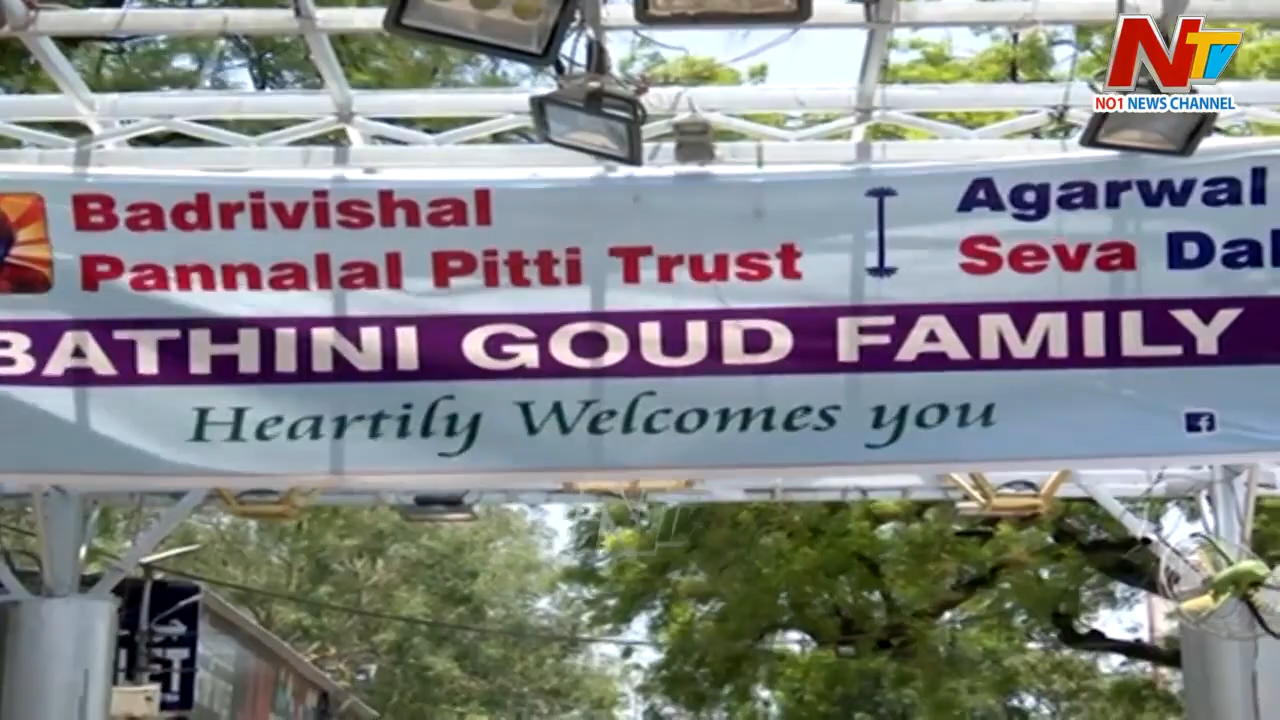 NTV
NO1 NEWS CHANNEL
Badrivishal
Pannalal Pitti Trust
Agarwal
Seva Dal
BATHINI GOUD FAMILY
Heartily Welcomes you